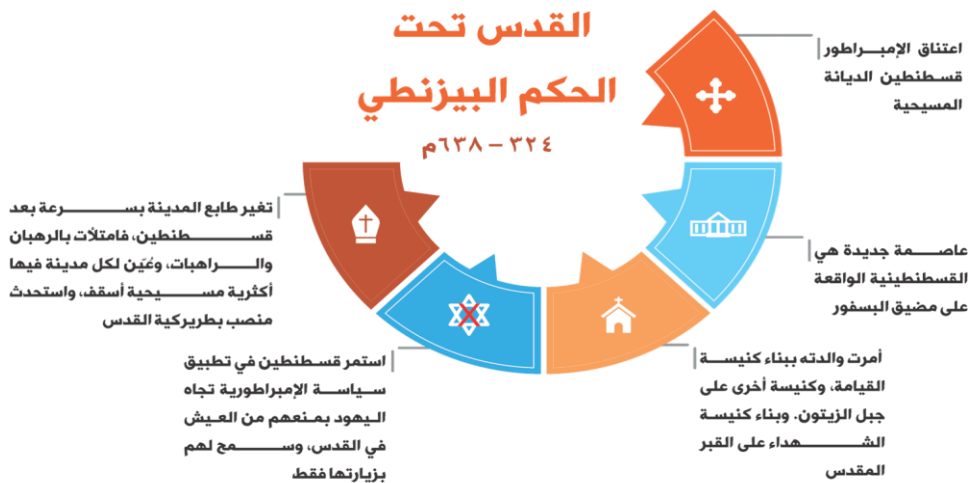 القدس تحت
الحكم البيزنطي
٣٢٤ – ٦٣٨م
اعتناق الإمبراطور
قسطنطين الديانة
المسيحية
عاصمة جديدة هي
القسطنطينية الواقعة
على مضيق البسفور
أمرت والدته ببناء كنيسة
القيامة، وكنيسة أخرى على
جبل الزيتون. وبناء كنيسة
الشهداء على القبر
المقدس
استمر قسطنطين في تطبيق
سياسة الإمبراطورية تجاه
اليهود بمنعهم من العيش
في القدس، وسمح لهم
بزيارتها فقط
تغير طابع المدينة بسرعة بعد
قسطنطين، فامتلأت بالرهبان
والراهبات، وعُيّن لكل مدينة فيها
أكثرية مسيحية أسقف، واستحدث
منصب بطريركية القدس